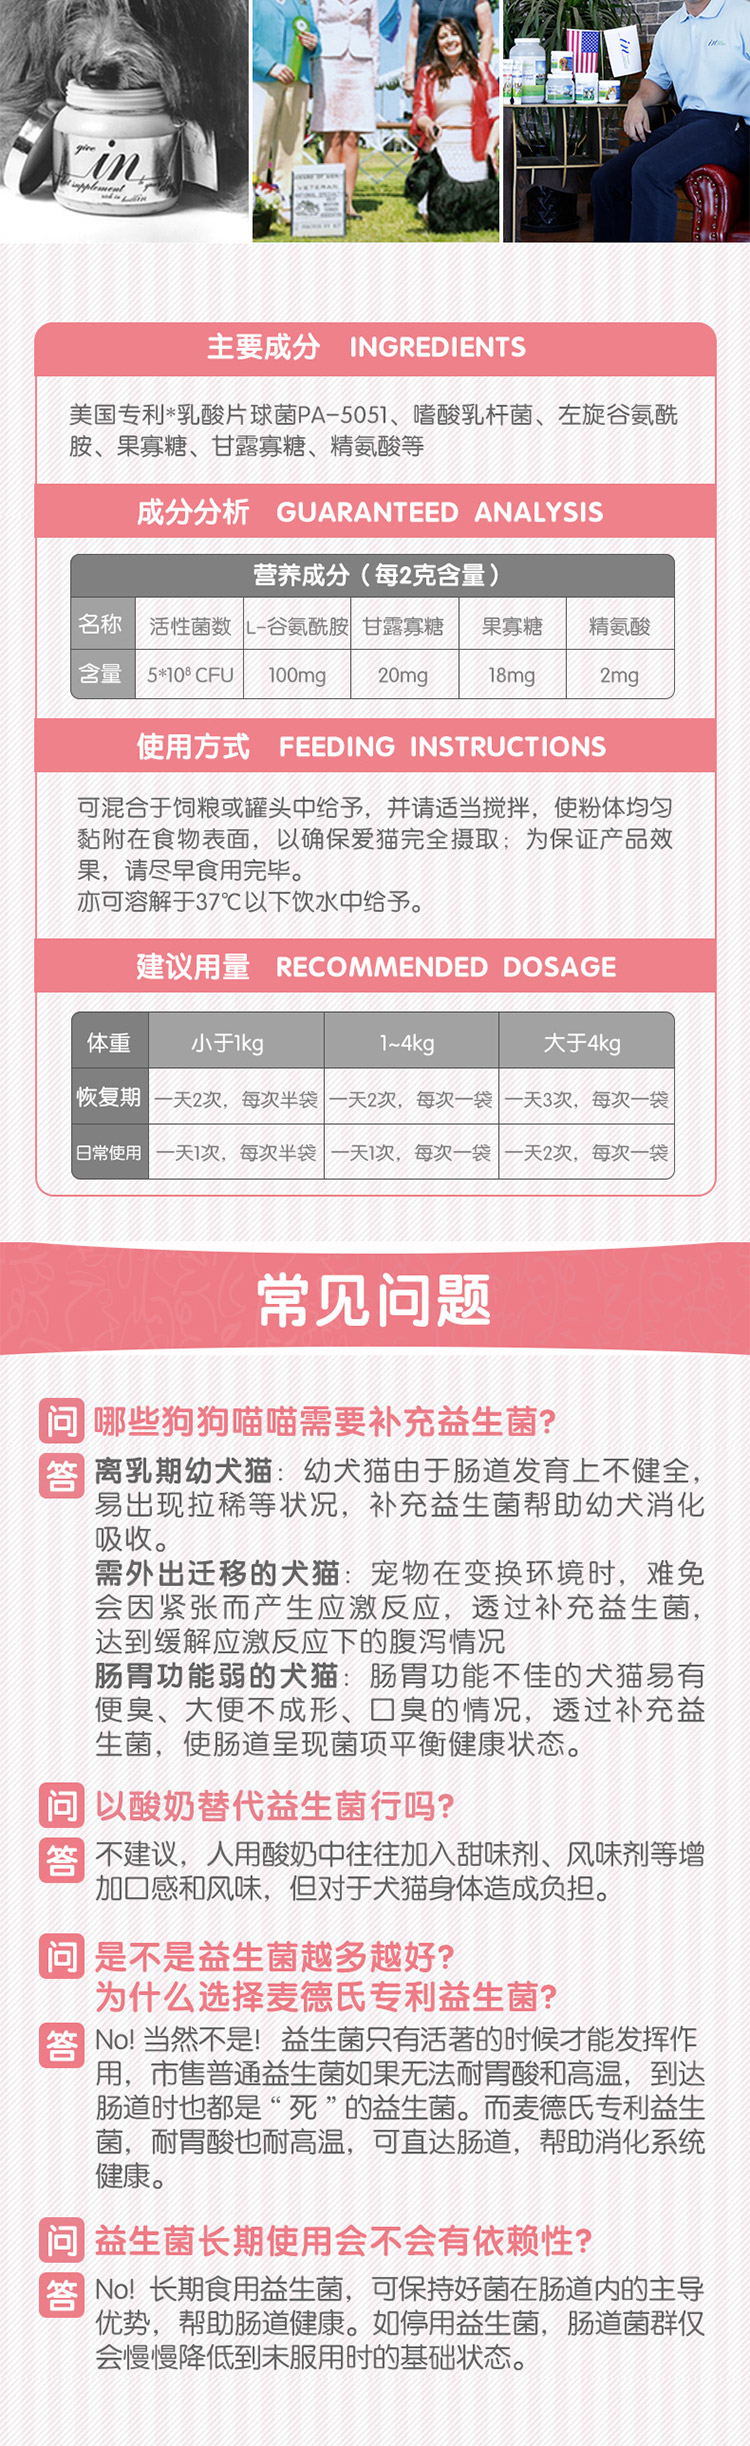 give
in
supplement
VETERAN
in
主要成分 INGREDIENTS
美国专利*乳酸片球菌PA-5051、嗜酸乳杆菌、左旋谷氨酰
胺、果寡糖、甘露寡糖、精氨酸等
成分分析 GUARANTEED ANALYSIS
营养成分（每2克含量）
名称 活性菌数 L-谷氨酰胺 甘露寡糖 果寡糖 精氨酸
含量 5*10⁸ CFU 100mg 20mg 18mg 2mg
使用方式 FEEDING INSTRUCTIONS
可混合于饲粮或罐头中给予，并请适当搅拌，使粉体均匀
黏附在食物表面，以确保爱猫完全摄取；为保证产品效
果，请尽早食用完毕。
亦可溶解于37℃以下饮水中给予。
建议用量 RECOMMENDED DOSAGE
体重 小于1kg 1~4kg 大于4kg
恢复期 一天2次，每次半袋 一天2次，每次一袋 一天3次，每次一袋
日常使用 一天1次，每次半袋 一天1次，每次一袋 一天2次，每次一袋
常见问题
问 哪些狗狗喵喵需要补充益生菌?
答 离乳期幼犬猫：幼犬猫由于肠道发育上不健全，
易出现拉稀等状况，补充益生菌帮助幼犬消化
吸收。
需外出迁移的犬猫：宠物在变换环境时，难免
会因紧张而产生应激反应，透过补充益生菌，
达到缓解应激反应下的腹泻情况
肠胃功能弱的犬猫：肠胃功能不佳的犬猫易有
便臭、大便不成形、口臭的情况，透过补充益
生菌，使肠道呈现菌项平衡健康状态。
问 以酸奶替代益生菌行吗?
答 不建议，人用酸奶中往往加入甜味剂、风味剂等增
加口感和风味，但对于犬猫身体造成负担。
问 是不是益生菌越多越好?
为什么选择麦德氏专利益生菌?
答 No! 当然不是! 益生菌只有活著的时候才能发挥作
用，市售普通益生菌如果无法耐胃酸和高温，到达
肠道时也都是“死”的益生菌。而麦德氏专利益生
菌，耐胃酸也耐高温，可直达肠道，帮助消化系统
健康。
问 益生菌长期使用会不会有依赖性?
答 No! 长期食用益生菌，可保持好菌在肠道内的主导
优势，帮助肠道健康。如停用益生菌，肠道菌群仅
会慢慢降低到未服用时的基础状态。